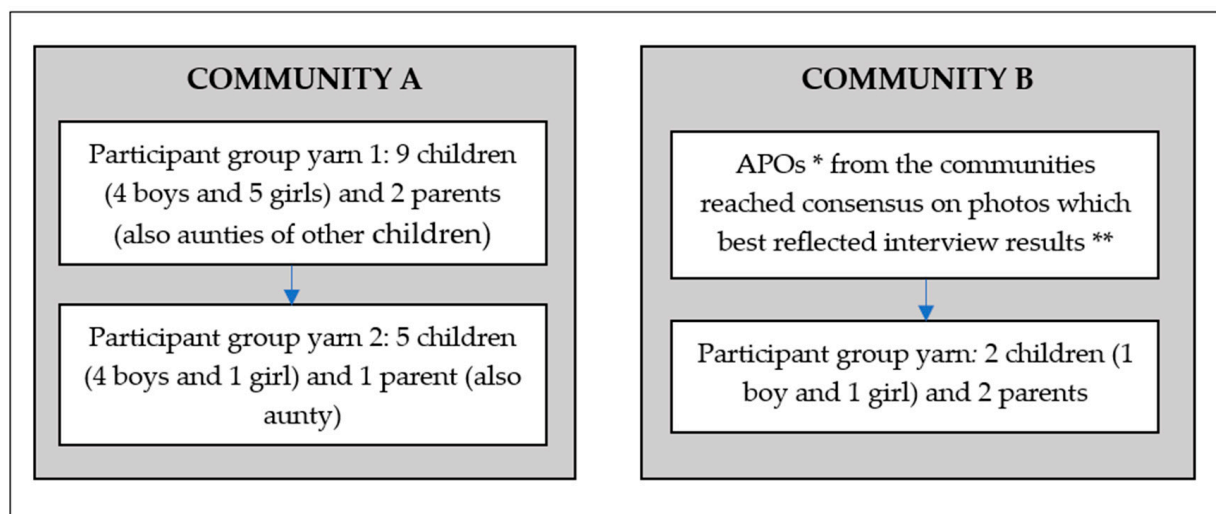 COMMUNITY A
Participant group yarn 1: 9 children
(4 boys and 5 girls) and 2 parents
(also aunties of other children)
Participant group yarn 2: 5 children
(4 boys and 1 girl) and 1 parent (also
aunty)
COMMUNITY B
APOs * from the communities
reached consensus on photos which
best reflected interview results **
Participant group yarn: 2 children (1
boy and 1 girl) and 2 parents